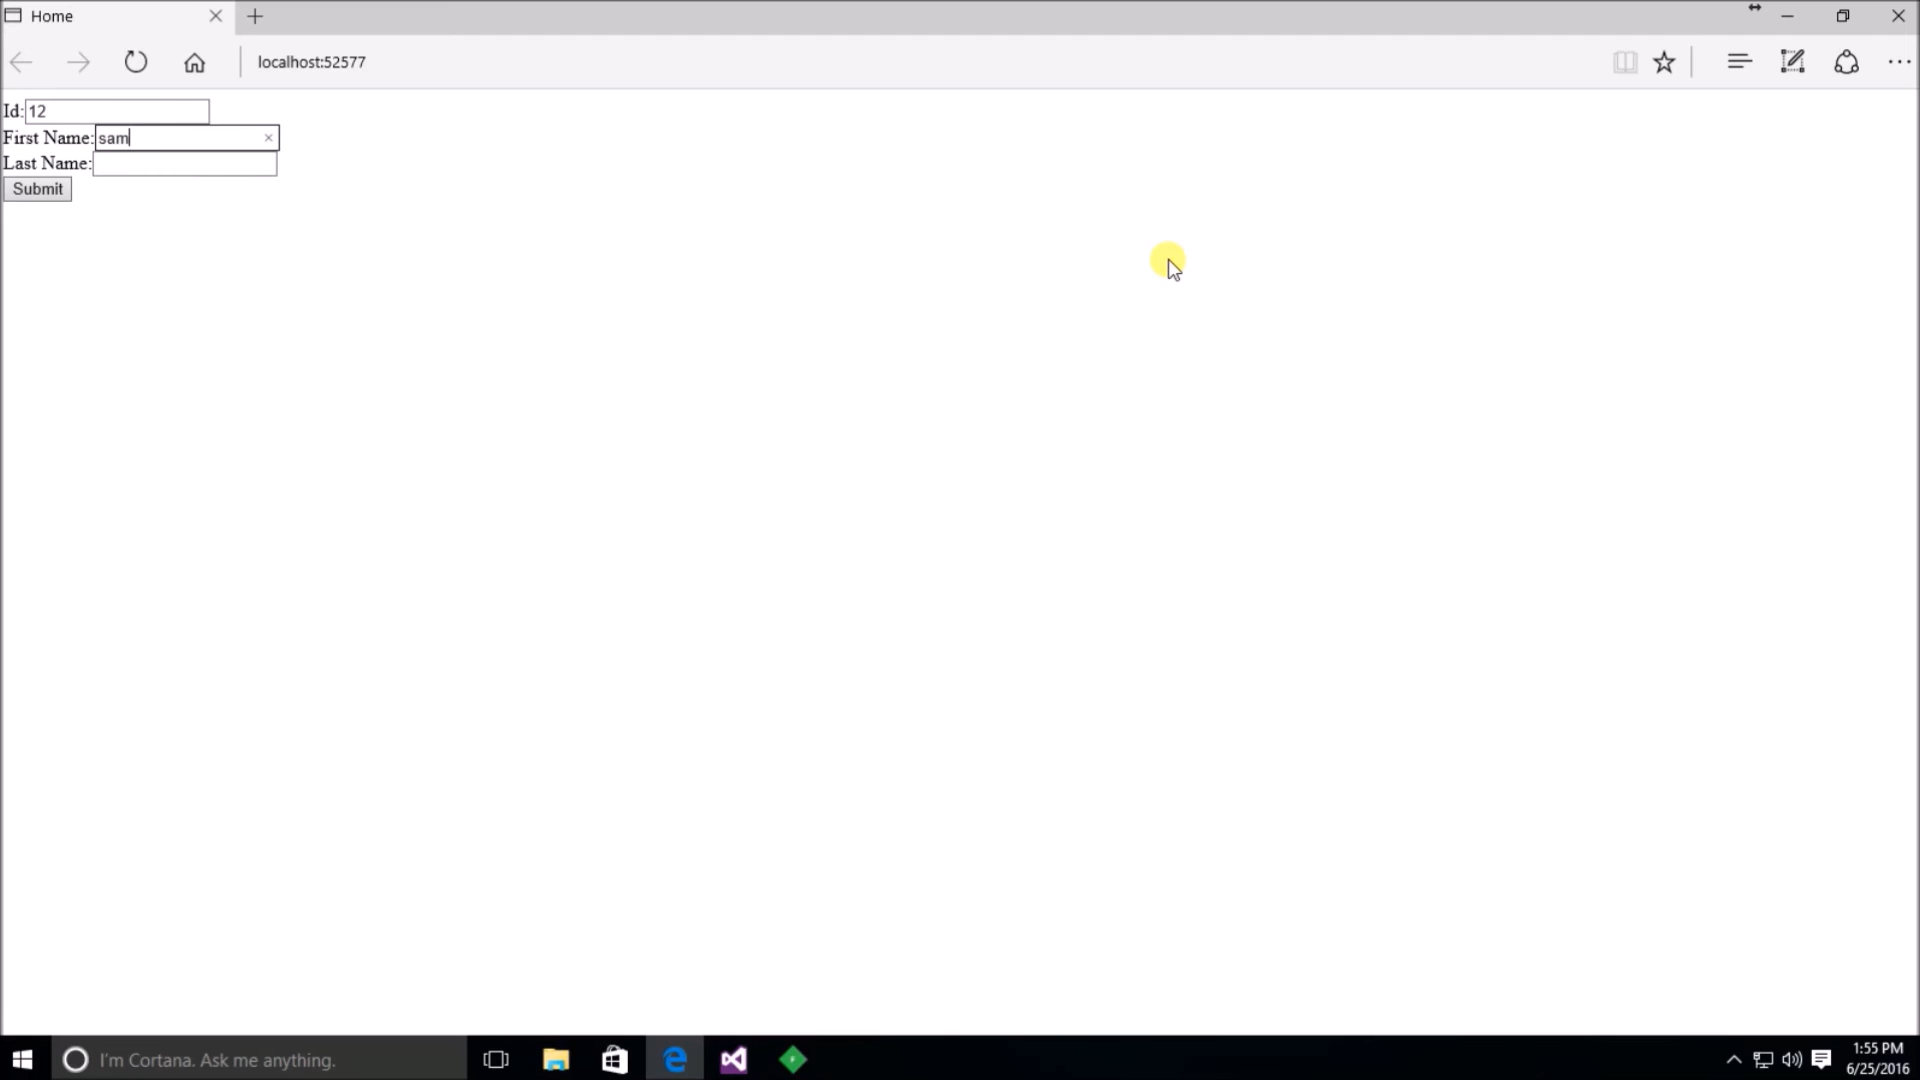 Home
localhost:52577
Id: 12
First Name: sam
Last Name:
Submit
I'm Cortana. Ask me anything.
1:55 PM
6/25/2016